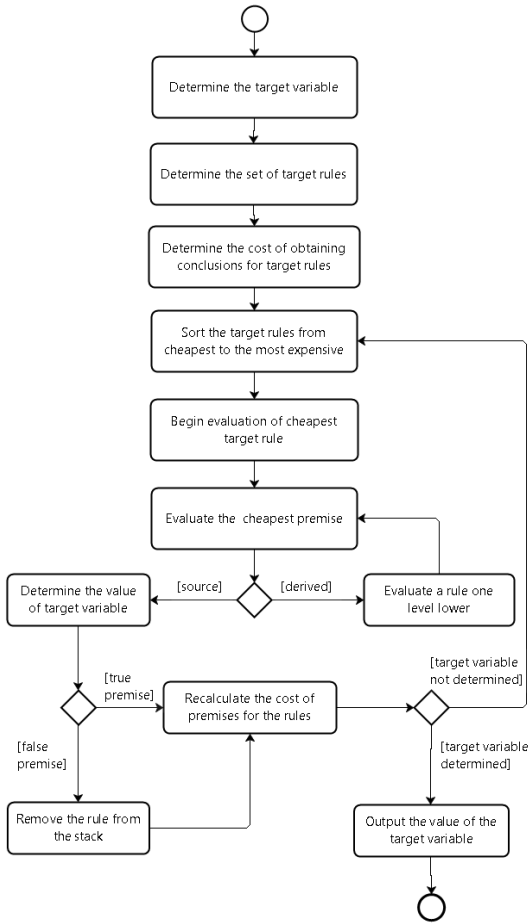 Determine the target variable
Determine the set of target rules
Determine the cost of obtaining
conclusions for target rules
Sort the target rules from
cheapest to the most expensive
Begin evaluation of cheapest
target rule
Evaluate the cheapest premise
[source]
[derived]
Determine the value
of target variable
Evaluate a rule one
level lower
[true
premise]
Recalculate the cost of
premises for the rules
[target variable
not determined]
[false
premise]
[target variable
determined]
Remove the rule from
the stack
Output the value of the
target variable